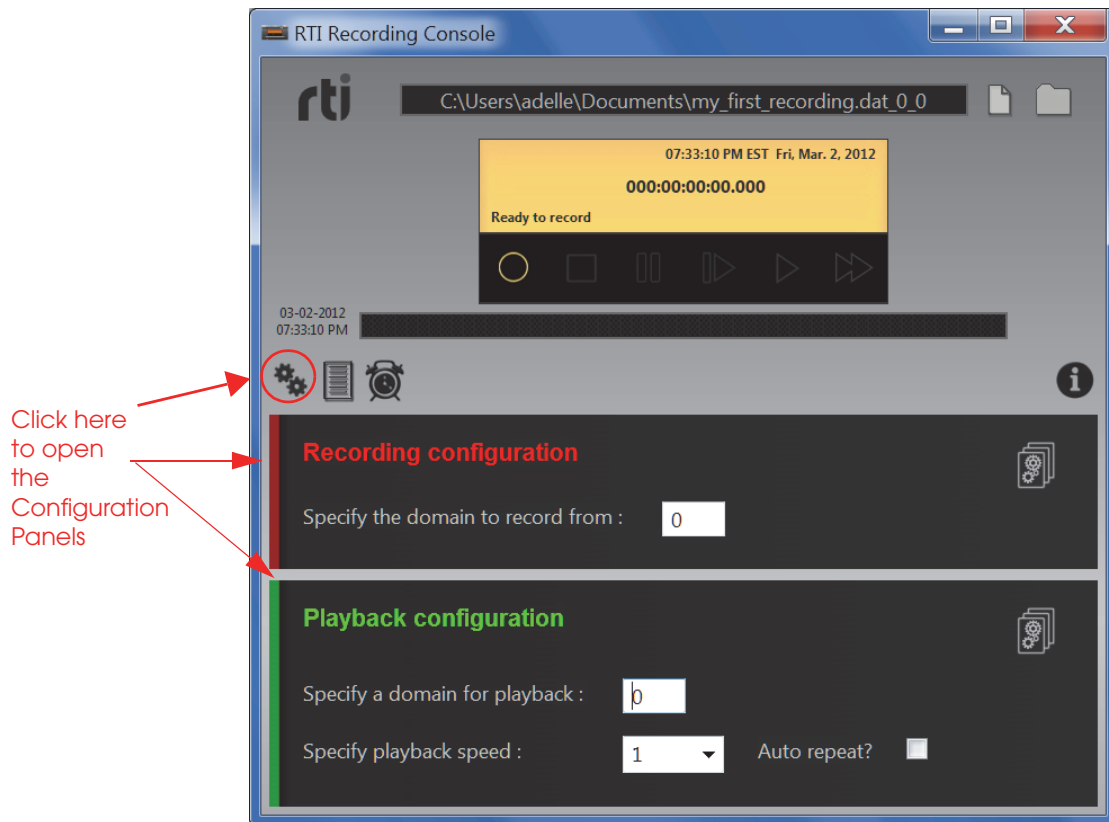 RTI Recording Console
rti
C:\Users\adelle\Documents\my_first_recording.dat_0_0
07:33:10 PM EST Fri, Mar. 2, 2012
000:00:00:00.000
Ready to record
03-02-2012
07:33:10 PM
Click here
to open
the
Configuration
Panels
Recording configuration
Specify the domain to record from : 0
Playback configuration
Specify a domain for playback : 0
Specify playback speed : 1 Auto repeat?